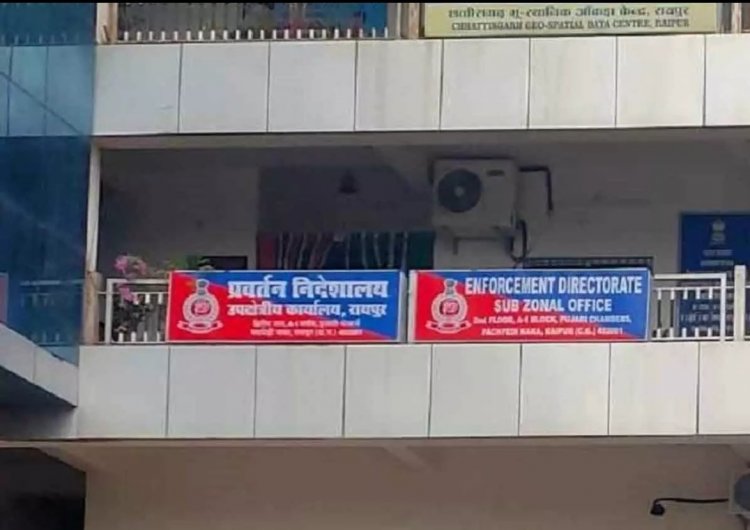 छत्तीसगढ़ भू-स्थानिक आँकड़ा केन्द्र, रायपुर
CHHATTISGARH GEO-SPATIAL DATA CENTRE, RAIPUR
प्रवर्तन निदेशालय
उपक्षेत्रीय कार्यालय, रायपुर
ENFORCEMENT DIRECTORATE
SUB ZONAL OFFICE
2nd FLOOR, A-1 BLOCK, PUJARI CHAMBERS,
PACHPEDI NAKA, RAIPUR (C.G.) 492001